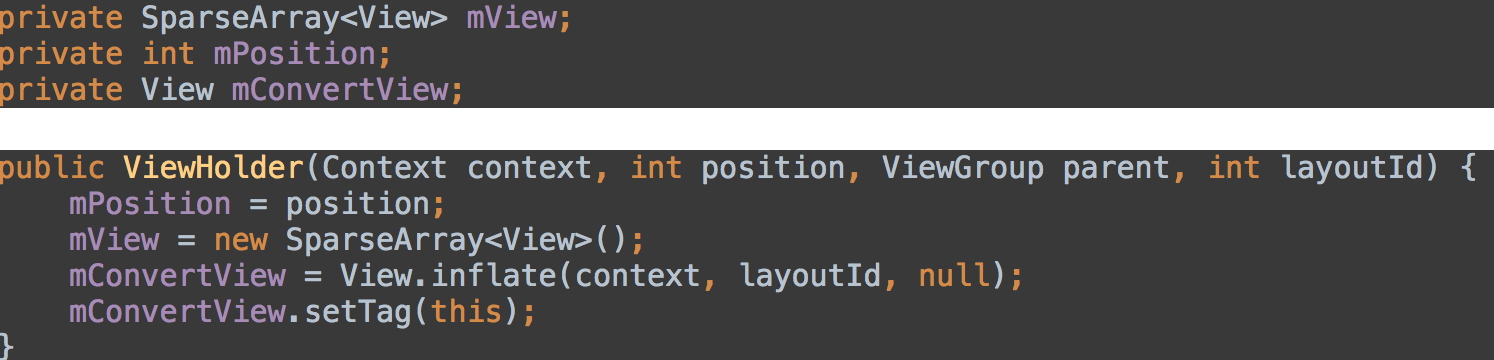 private SparseArray<View> mView;
private int mPosition;
private View mConvertView;
public ViewHolder(Context context, int position, ViewGroup parent, int layoutId) {
    mPosition = position;
    mView = new SparseArray<View>();
    mConvertView = View.inflate(context, layoutId, null);
    mConvertView.setTag(this);
}